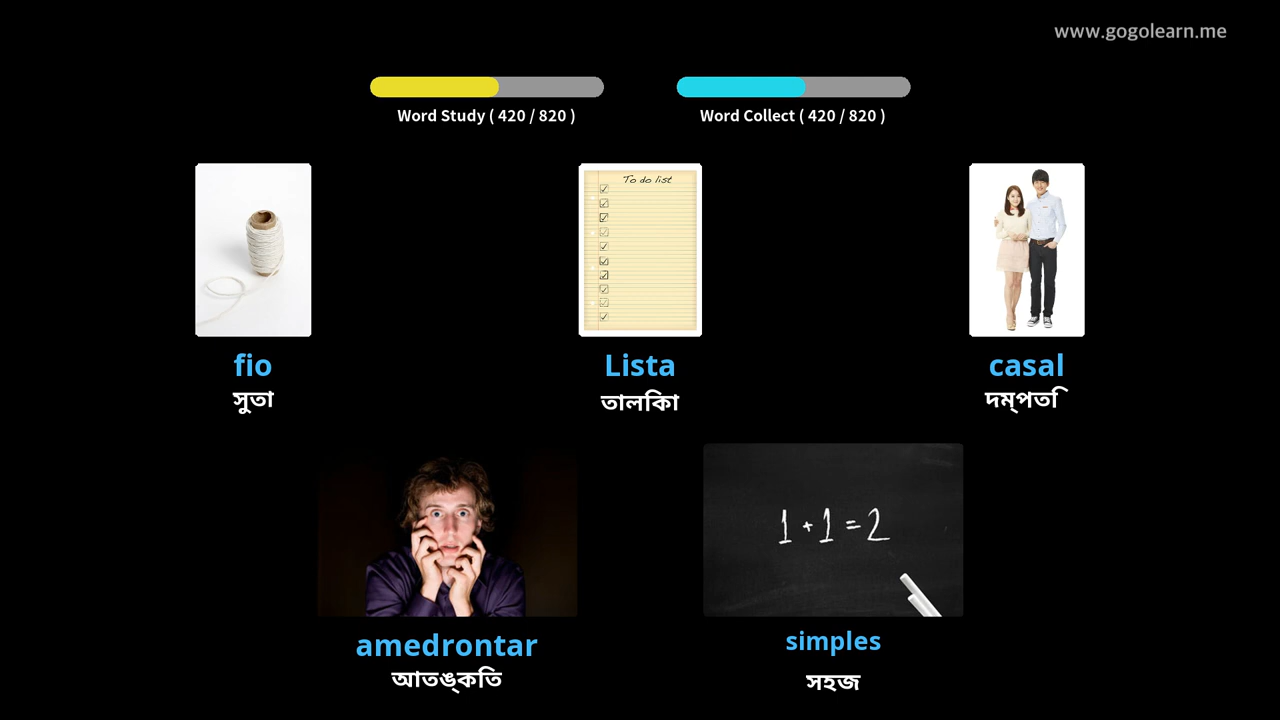 www.gogolearn.me
Word Study ( 420 / 820 )
Word Collect ( 420 / 820 )
To do list
fio
Lista
casal
সুতা
তালিকা
দম্পতি
1 + 1 = 2
amedrontar
simples
আতঙ্কিত
সহজ